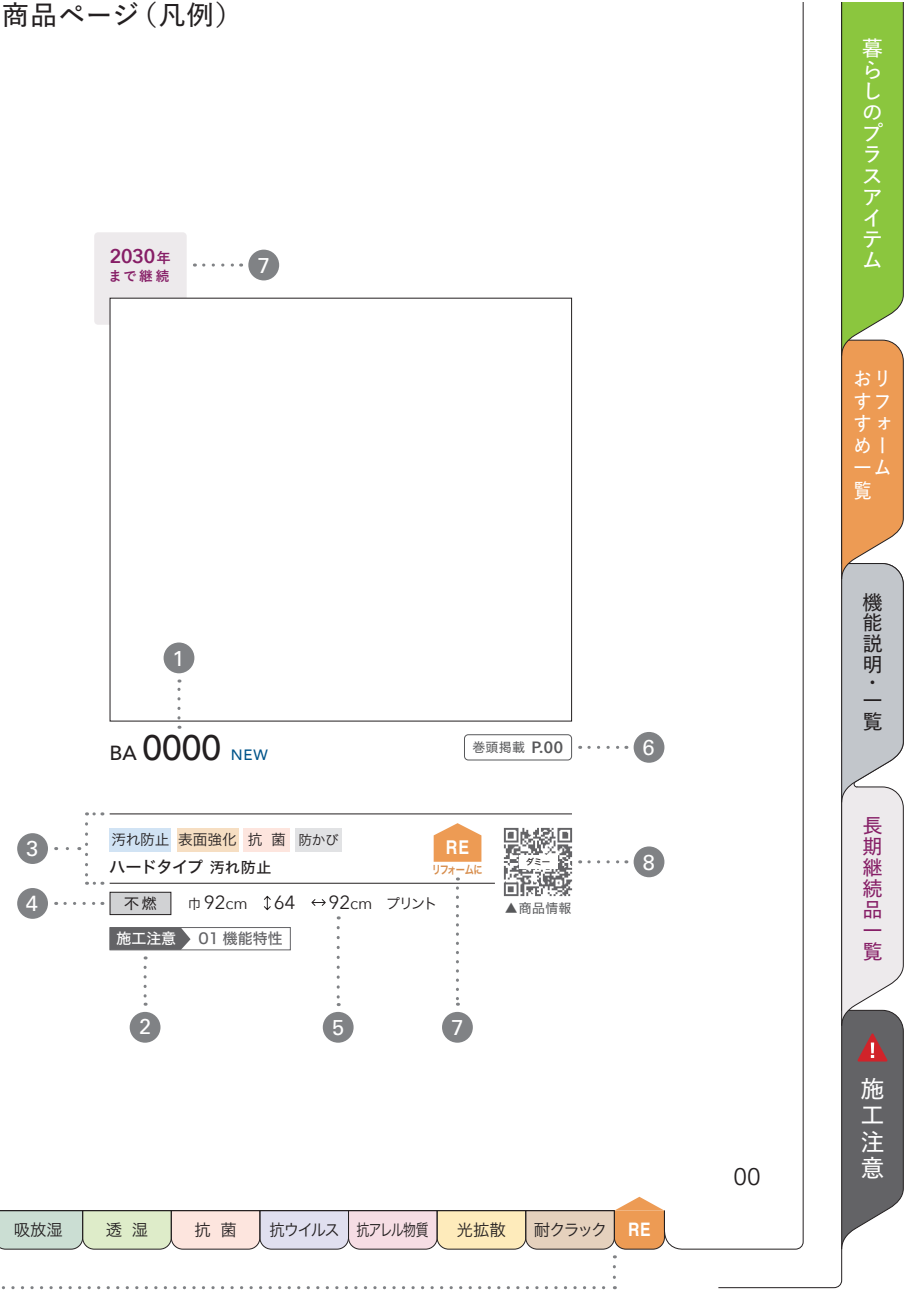 商品ページ（凡例）
2030年
まで継続
7
1
BA 0000 NEW
巻頭掲載 P.00
6
3
汚れ防止 表面強化 抗 菌 防かび
ハードタイプ 汚れ防止
RE
リフォームに
ダミー
▲商品情報
8
4
不燃 巾92cm ↕64 ↔92cm プリント
施工注意 01 機能特性
2
5
7
00
吸放湿 透 湿 抗 菌 抗ウイルス 抗アレル物質 光拡散 耐クラック RE
暮らしのプラスアイテム
リフォーム
おすすめ一覧
機能説明・一覧
長期継続品一覧
! 施工注意